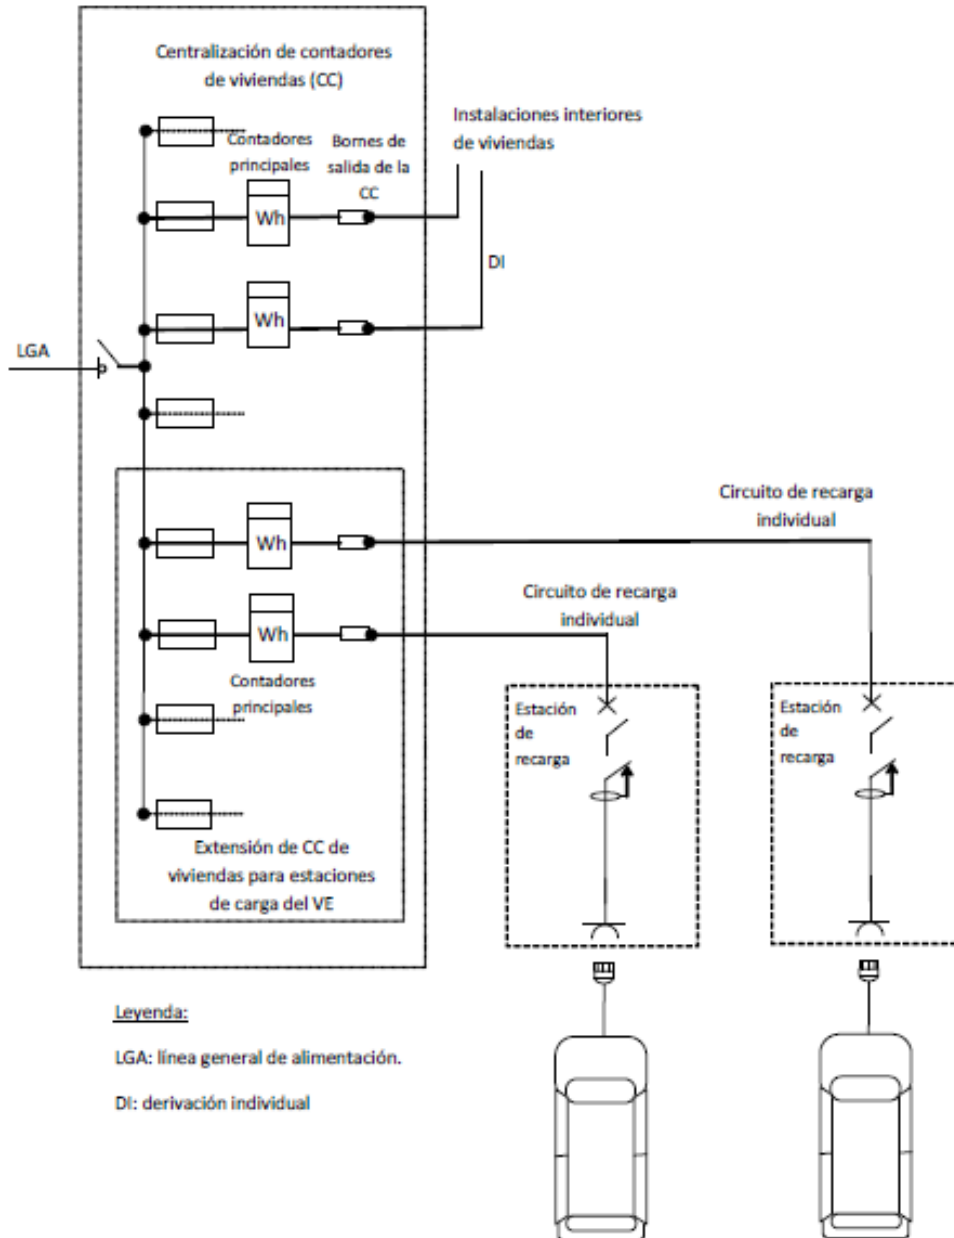 Centralización de contadores
de viviendas (CC)
Contadores
principales
Bornes de
salida de la
CC
Instalaciones interiores
de viviendas
Wh
DI
Wh
LGA
Circuito de recarga
individual
Wh
Circuito de recarga
individual
Wh
Contadores
principales
Estación
de
recarga
Estación
de
recarga
Extensión de CC de
viviendas para estaciones
de carga del VE
Leyenda:
LGA: línea general de alimentación.
DI: derivación individual